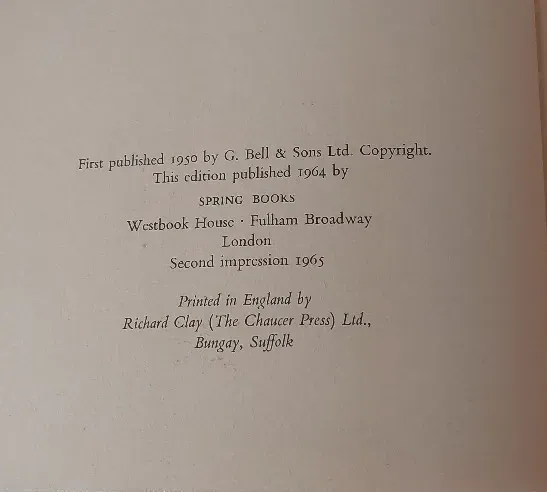 First published 1950 by G. Bell & Sons Ltd. Copyright.
This edition published 1964 by
SPRING BOOKS
Westbook House · Fulham Broadway
London
Second impression 1965
Printed in England by
Richard Clay (The Chaucer Press) Ltd.,
Bungay, Suffolk